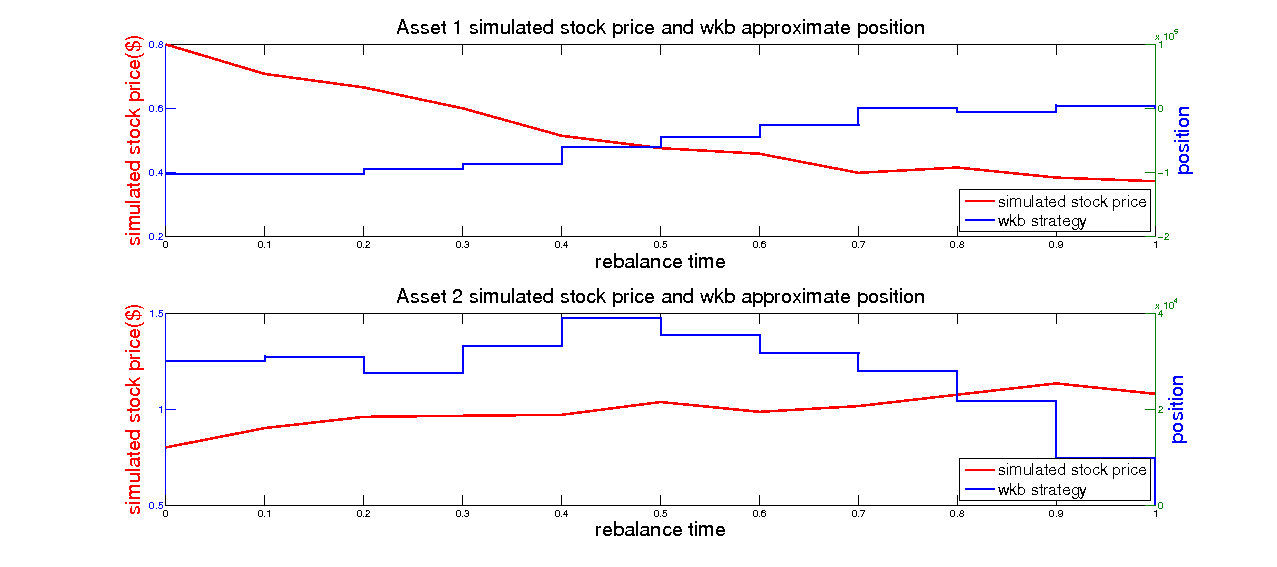 Asset 1 simulated stock price and wkb approximate position
x 10^5
simulated stock price($)
0.8
0.6
0.4
0.2
1
0
-1
-2
position
simulated stock price
wkb strategy
0 0.1 0.2 0.3 0.4 0.5 0.6 0.7 0.8 0.9 1
rebalance time
Asset 2 simulated stock price and wkb approximate position
x 10^4
simulated stock price($)
1.5
1
0.5
4
2
0
position
simulated stock price
wkb strategy
0 0.1 0.2 0.3 0.4 0.5 0.6 0.7 0.8 0.9 1
rebalance time